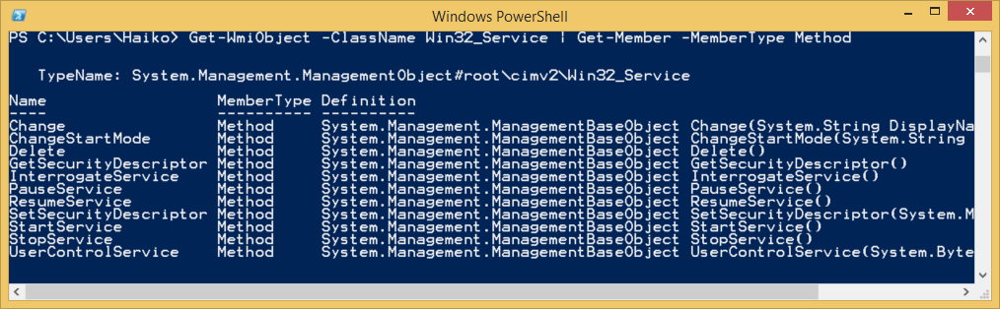 Windows PowerShell
PS C:\Users\Haiko> Get-WmiObject -ClassName Win32_Service | Get-Member -MemberType Method
TypeName: System.Management.ManagementObject#root\cimv2\Win32_Service
Name MemberType Definition
---- ---------- ----------
Change Method System.Management.ManagementBaseObject Change(System.String DisplayNa
ChangeStartMode Method System.Management.ManagementBaseObject ChangeStartMode(System.String
Delete Method System.Management.ManagementBaseObject Delete()
GetSecurityDescriptor Method System.Management.ManagementBaseObject GetSecurityDescriptor()
InterrogateService Method System.Management.ManagementBaseObject InterrogateService()
PauseService Method System.Management.ManagementBaseObject PauseService()
ResumeService Method System.Management.ManagementBaseObject ResumeService()
SetSecurityDescriptor Method System.Management.ManagementBaseObject SetSecurityDescriptor(System.M
StartService Method System.Management.ManagementBaseObject StartService()
StopService Method System.Management.ManagementBaseObject StopService()
UserControlService Method System.Management.ManagementBaseObject UserControlService(System.Byte